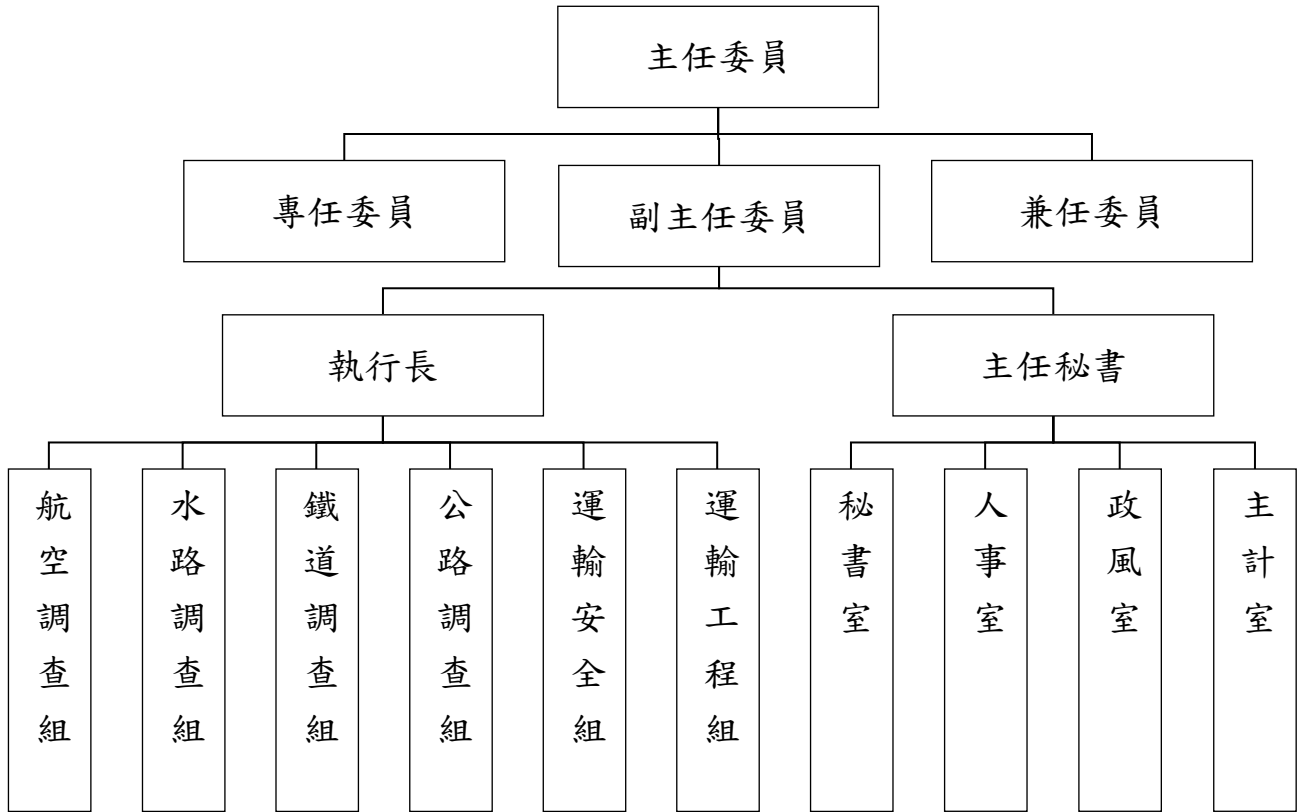 主任委員
專任委員
副主任委員
兼任委員
執行長
主任秘書
航空調查組
水路調查組
鐵道調查組
公路調查組
運輸安全組
運輸工程組
秘書室
人事室
政風室
主計室